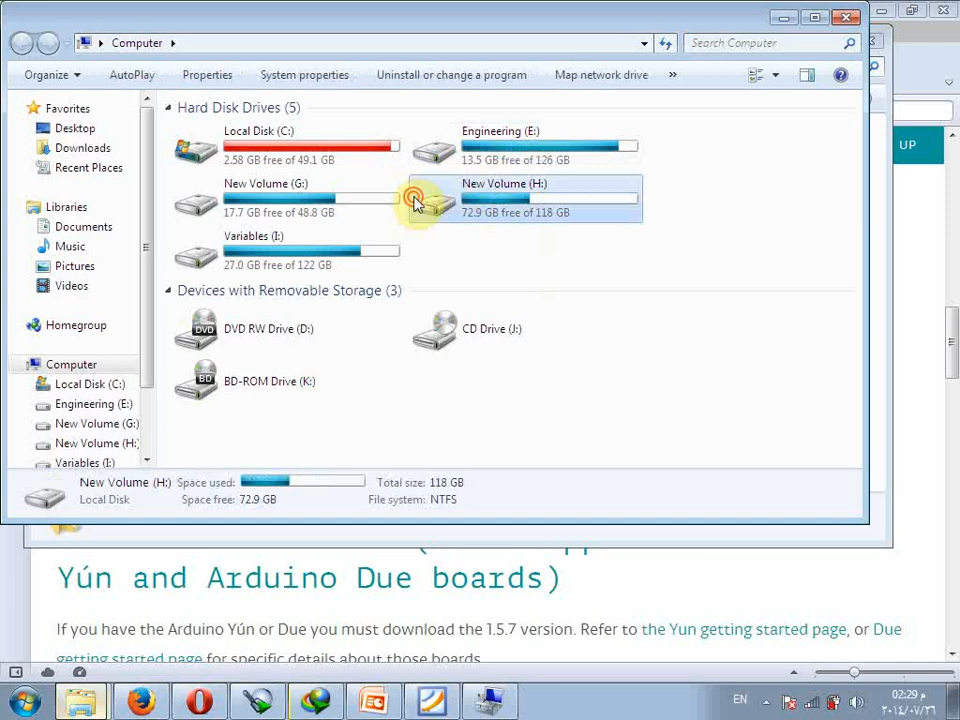 Computer
Search Computer
Organize
AutoPlay
Properties
System properties
Uninstall or change a program
Map network drive
»
Favorites
Desktop
Downloads
Recent Places
Libraries
Documents
Music
Pictures
Videos
Homegroup
Computer
Local Disk (C:)
Engineering (E:)
New Volume (G:)
New Volume (H:)
Variables (I:)
Hard Disk Drives (5)
Local Disk (C:)
2.58 GB free of 49.1 GB
Engineering (E:)
13.5 GB free of 126 GB
New Volume (G:)
17.7 GB free of 48.8 GB
New Volume (H:)
72.9 GB free of 118 GB
Variables (I:)
27.0 GB free of 122 GB
Devices with Removable Storage (3)
DVD RW Drive (D:)
CD Drive (J:)
BD-ROM Drive (K:)
New Volume (H:) Space used: Total size: 118 GB
Local Disk Space free: 72.9 GB File system: NTFS
UP
Yún and Arduino Due boards)
If you have the Arduino Yún or Due you must download the 1.5.7 version. Refer to the Yun getting started page, or Due
getting started page for specific details about those boards.
EN
02:29 م
٢٠١٤/٠٧/٢٦